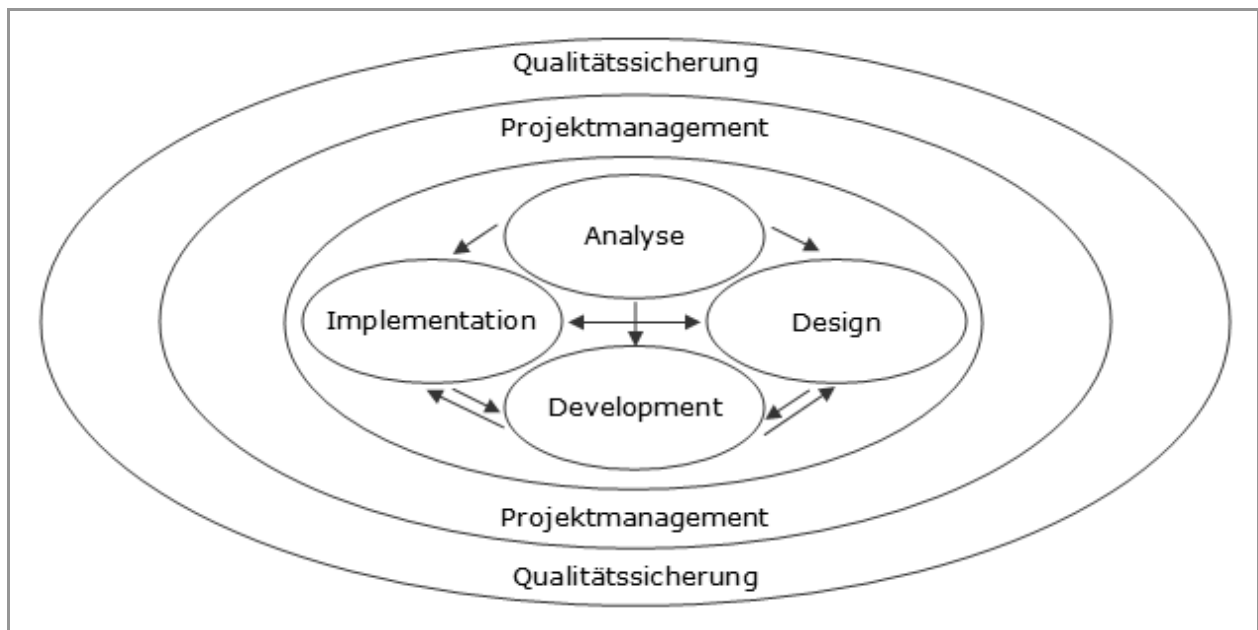 Qualitätssicherung
Projektmanagement
Analyse
Implementation
Design
Development
Projektmanagement
Qualitätssicherung